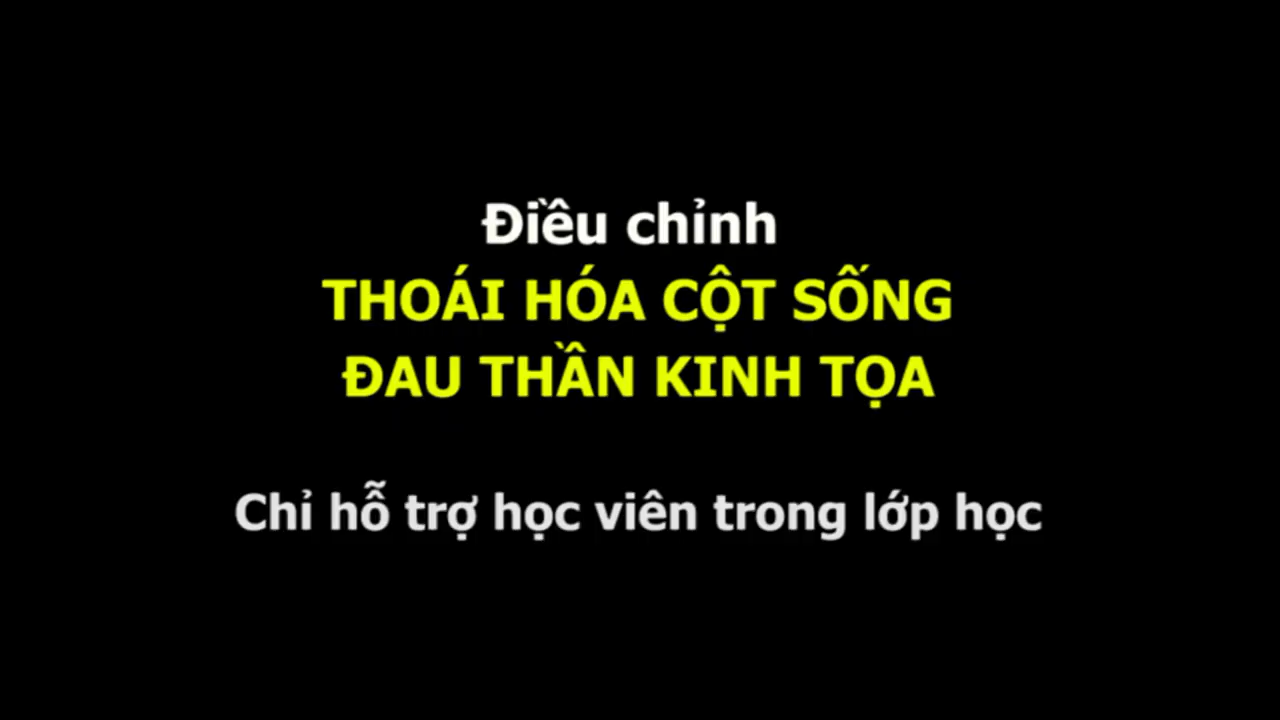 Điều chỉnh
THOÁI HÓA CỘT SỐNG
ĐAU THẦN KINH TỌA
Chỉ hỗ trợ học viên trong lớp học